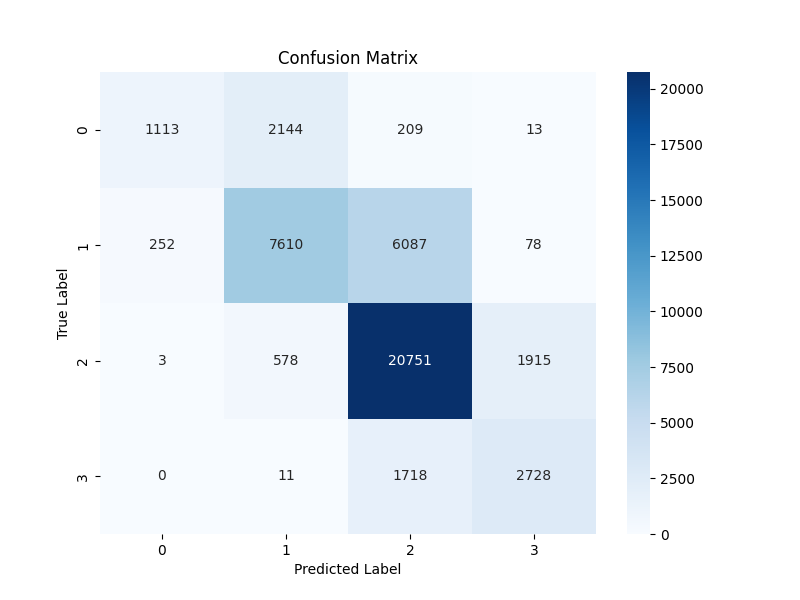 Confusion Matrix
True Label
0 1113 2144 209 13
1 252 7610 6087 78
2 3 578 20751 1915
3 0 11 1718 2728
0 1 2 3
Predicted Label
20000
17500
15000
12500
10000
7500
5000
2500
0